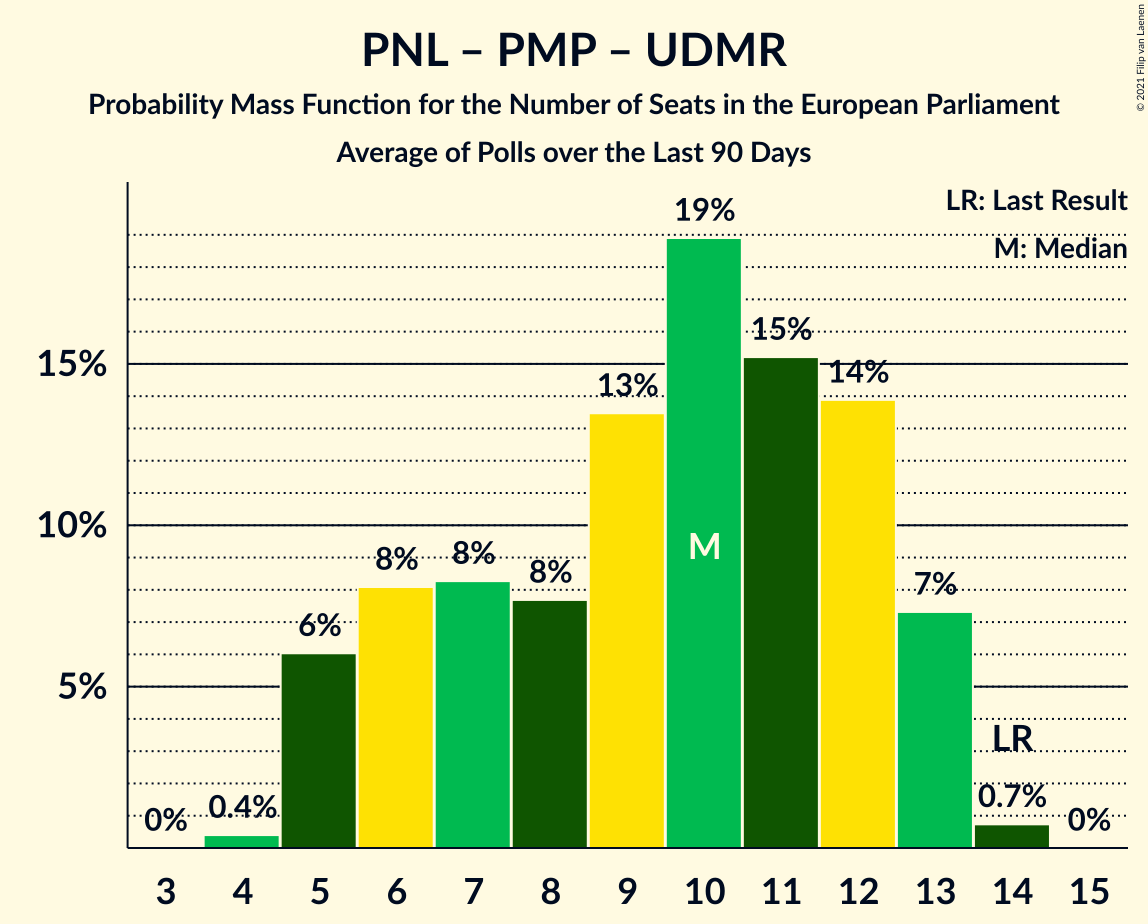 PNL – PMP – UDMR
Probability Mass Function for the Number of Seats in the European Parliament
Average of Polls over the Last 90 Days
© 2021 Filip van Laenen
LR: Last Result
M: Median
15%
10%
5%
0%
0.4%
6%
8%
8%
8%
13%
19%
15%
14%
7%
0.7%
0%
M
LR
3 4 5 6 7 8 9 10 11 12 13 14 15